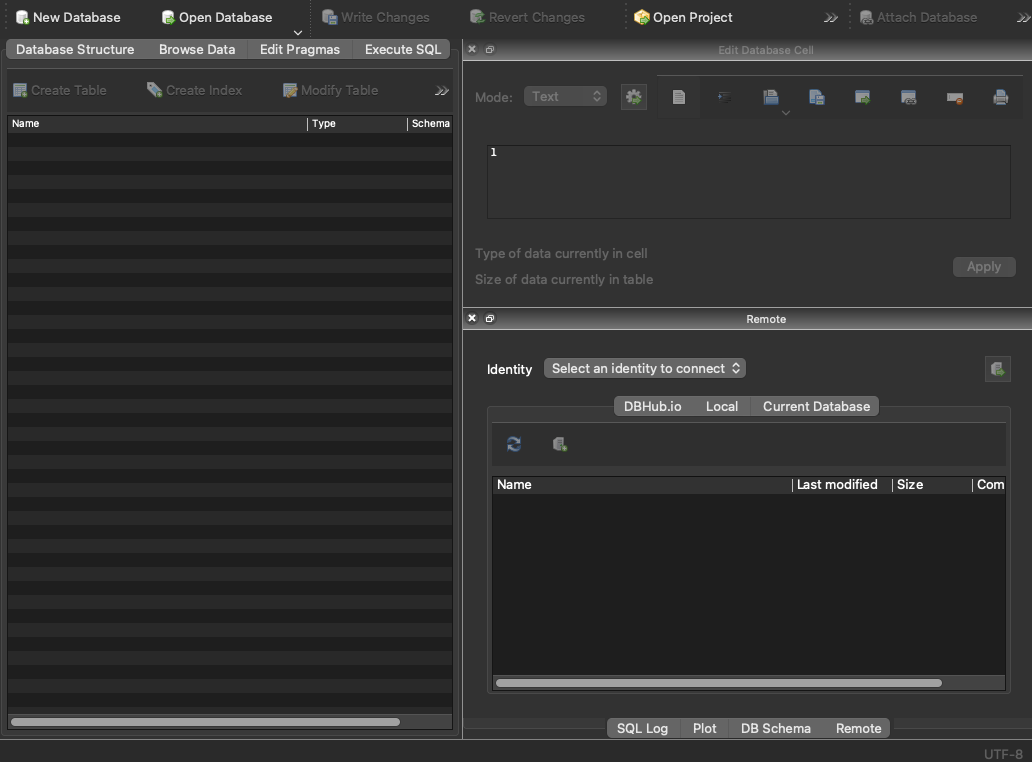 New Database Open Database Write Changes Revert Changes Open Project Attach Database
Database Structure Browse Data Edit Pragmas Execute SQL
Create Table Create Index Modify Table
Name Type Schema
Edit Database Cell
Mode: Text
1
Type of data currently in cell
Size of data currently in table
Apply
Remote
Identity Select an identity to connect
DBHub.io Local Current Database
Name Last modified Size Com
SQL Log Plot DB Schema Remote
UTF-8